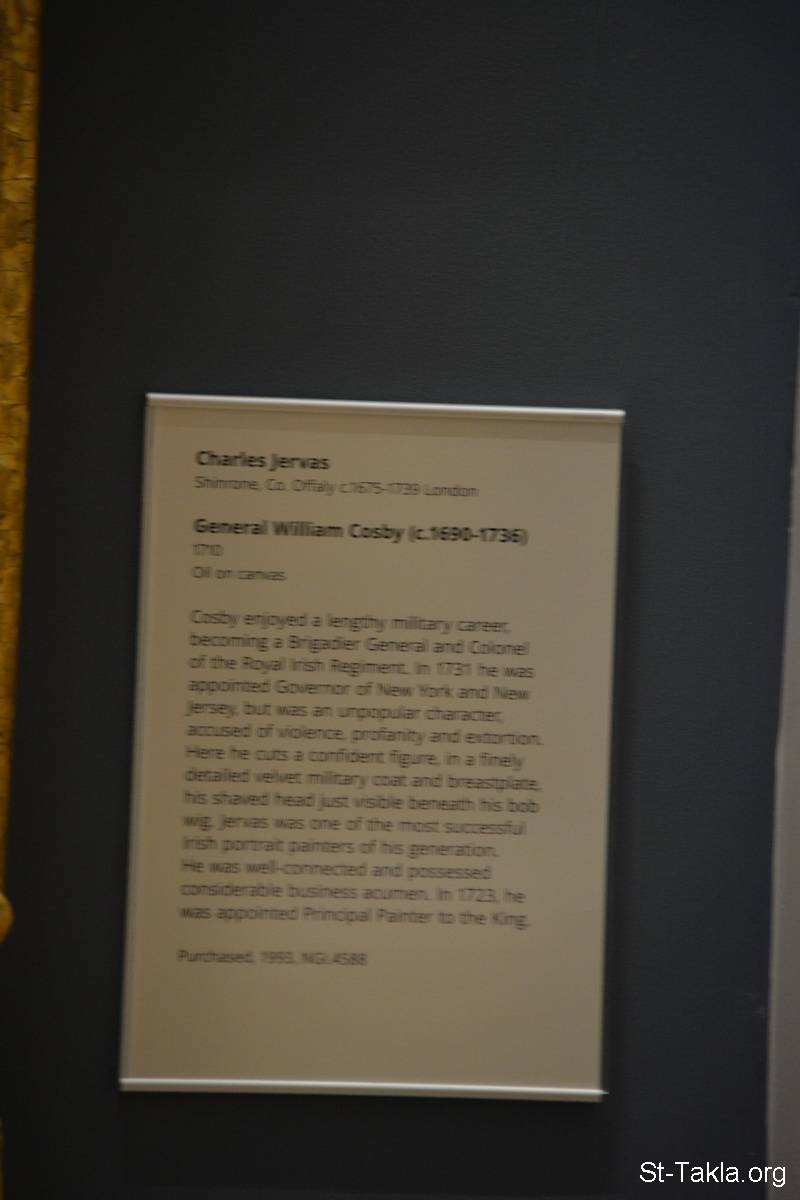 Charles Jervas
Shinrone, Co. Offaly c.1675-1739 London
General William Cosby (c.1690-1736)
1710
Oil on canvas
Cosby enjoyed a lengthy military career,
becoming a Brigadier General and Colonel
of the Royal Irish Regiment. In 1731 he was
appointed Governor of New York and New
Jersey, but was an unpopular character,
accused of violence, profanity and extortion.
Here he cuts a confident figure, in a finely
detailed velvet military coat and breastplate,
his shaved head just visible beneath his bob
wig. Jervas was one of the most successful
Irish portrait painters of his generation.
He was well-connected and possessed
considerable business acumen. In 1723, he
was appointed Principal Painter to the King.
Purchased, 1993, NGI.4588
St-Takla.org